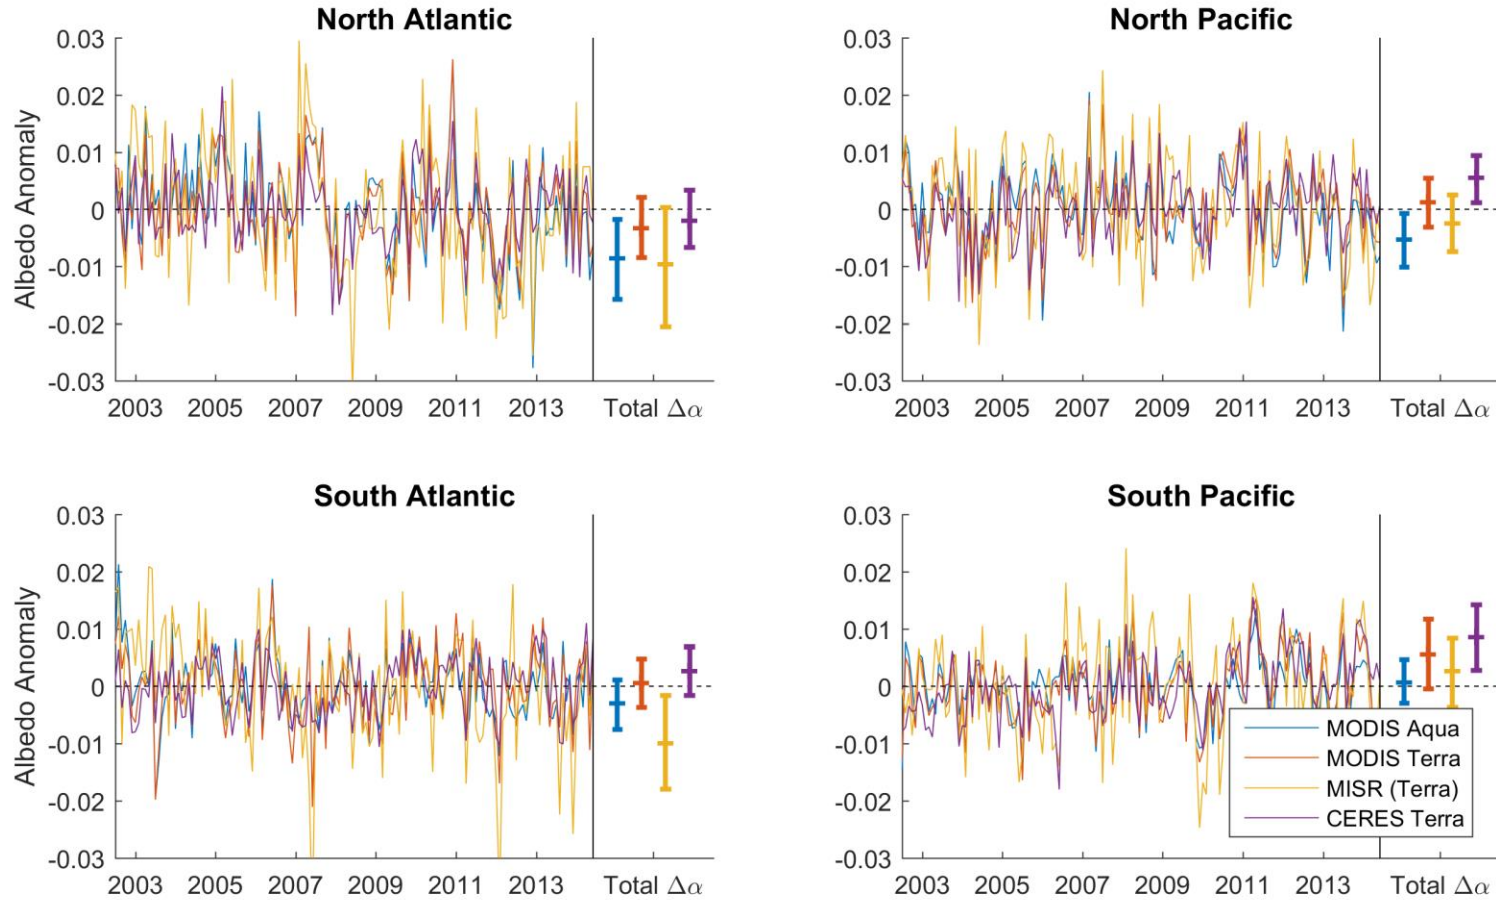 North Atlantic
Albedo Anomaly
0.03
0.02
0.01
0
-0.01
-0.02
-0.03
2003 2005 2007 2009 2011 2013 Total Δα
North Pacific
0.03
0.02
0.01
0
-0.01
-0.02
-0.03
2003 2005 2007 2009 2011 2013 Total Δα
South Atlantic
Albedo Anomaly
0.03
0.02
0.01
0
-0.01
-0.02
-0.03
2003 2005 2007 2009 2011 2013 Total Δα
South Pacific
0.03
0.02
0.01
0
-0.01
-0.02
-0.03
MODIS Aqua
MODIS Terra
MISR (Terra)
CERES Terra
2003 2005 2007 2009 2011 2013 Total Δα